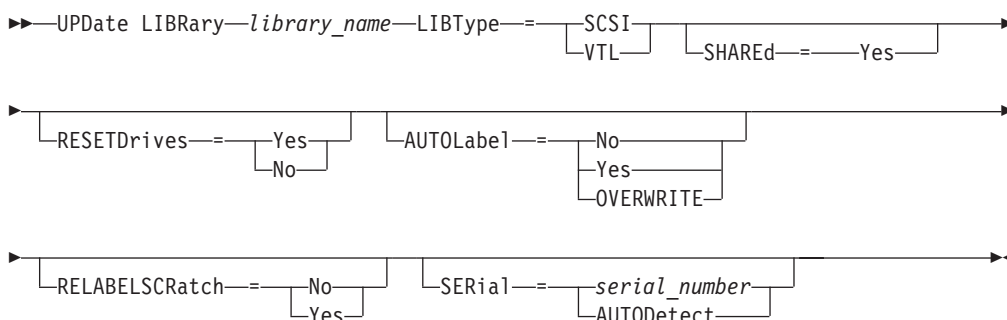 UPDate LIBRary library_name LIBType = SCSI
VTL
SHAREd = Yes
RESETDrives = Yes
No
AUTOLabel = No
Yes
OVERWRITE
RELABELSCRatch = No
Yes
SERial = serial_number
AUTODetect